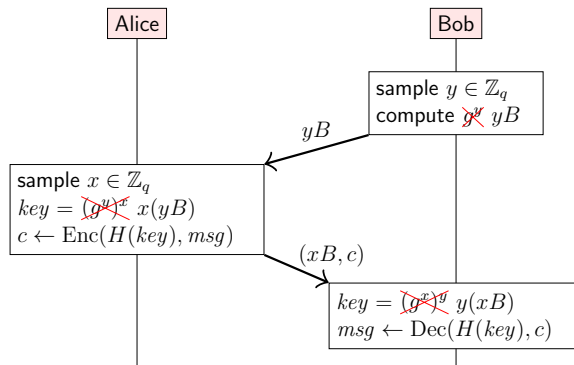 Alice
Bob
sample y ∈ ℤ_q
compute g^y yB
yB
sample x ∈ ℤ_q
key = (g^y)^x x(yB)
c ← Enc(H(key), msg)
(xB, c)
key = (g^x)^y y(xB)
msg ← Dec(H(key), c)